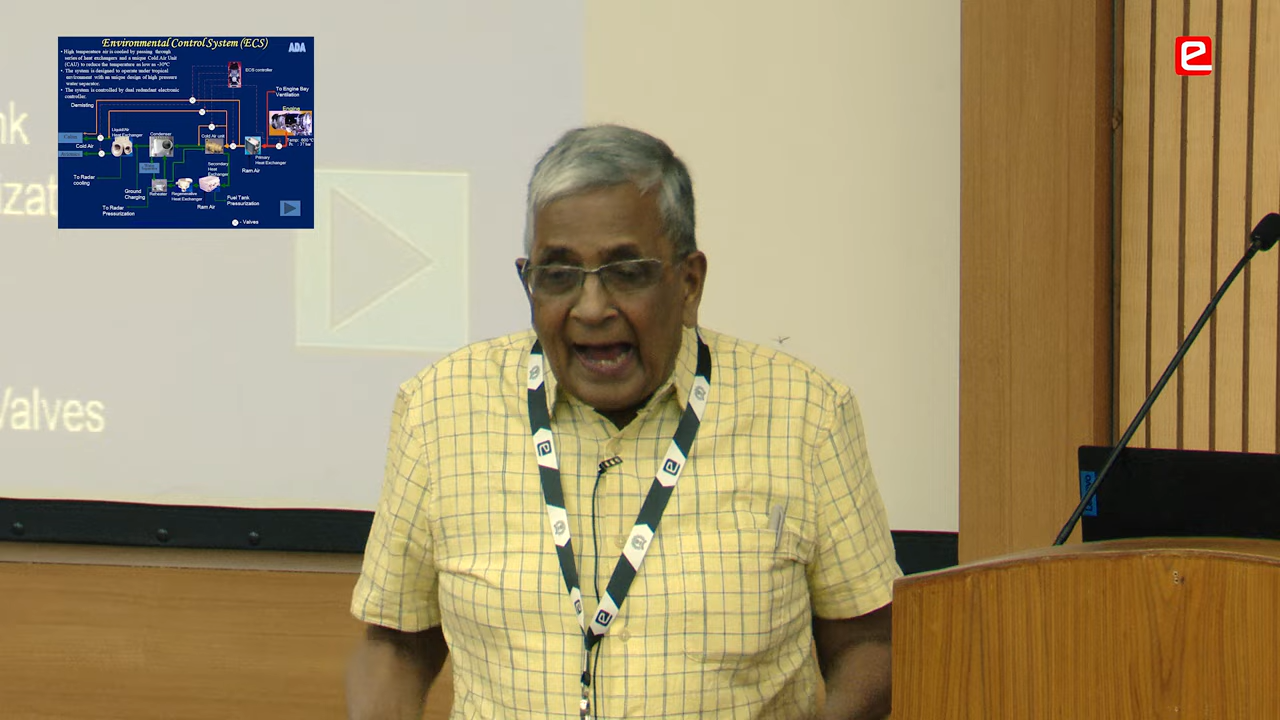 Environmental Control System (ECS)
ADA
• High temperature air is cooled by passing through
series of heat exchangers and a unique Cold Air Unit
(CAU) to reduce the temperature as low as -30°C
• The system is designed to operate under tropical
environment with an unique design of high pressure
water separator.
• The system is controlled by dual redundant electronic
controller.
ECS controller
To Engine Bay
Ventilation
Demisting
Engine
Liquid/Air
Heat Exchanger
Condenser
Cold Air unit
Cold Air
Primary
Heat Exchanger
Secondary
Heat
Exchanger
Ram Air
To Radar
cooling
Ground
Charging
Reheater
Regenerative
Heat Exchanger
Fuel Tank
Pressurization
To Radar
Pressurization
Ram Air
- Valves
nk
izat
Valves
e